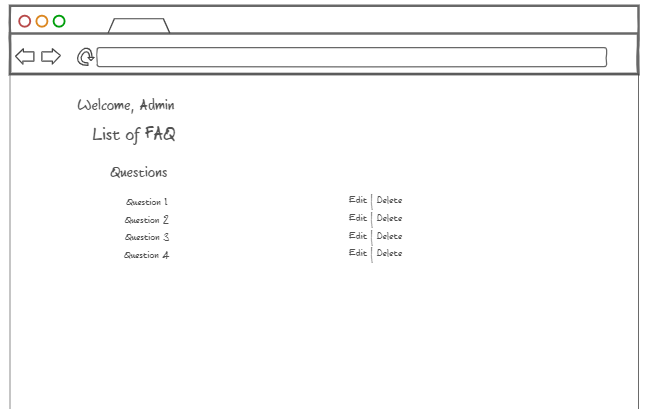 Welcome, Admin
List of FAQ
Questions
Question 1 Edit | Delete
Question 2 Edit | Delete
Question 3 Edit | Delete
Question 4 Edit | Delete